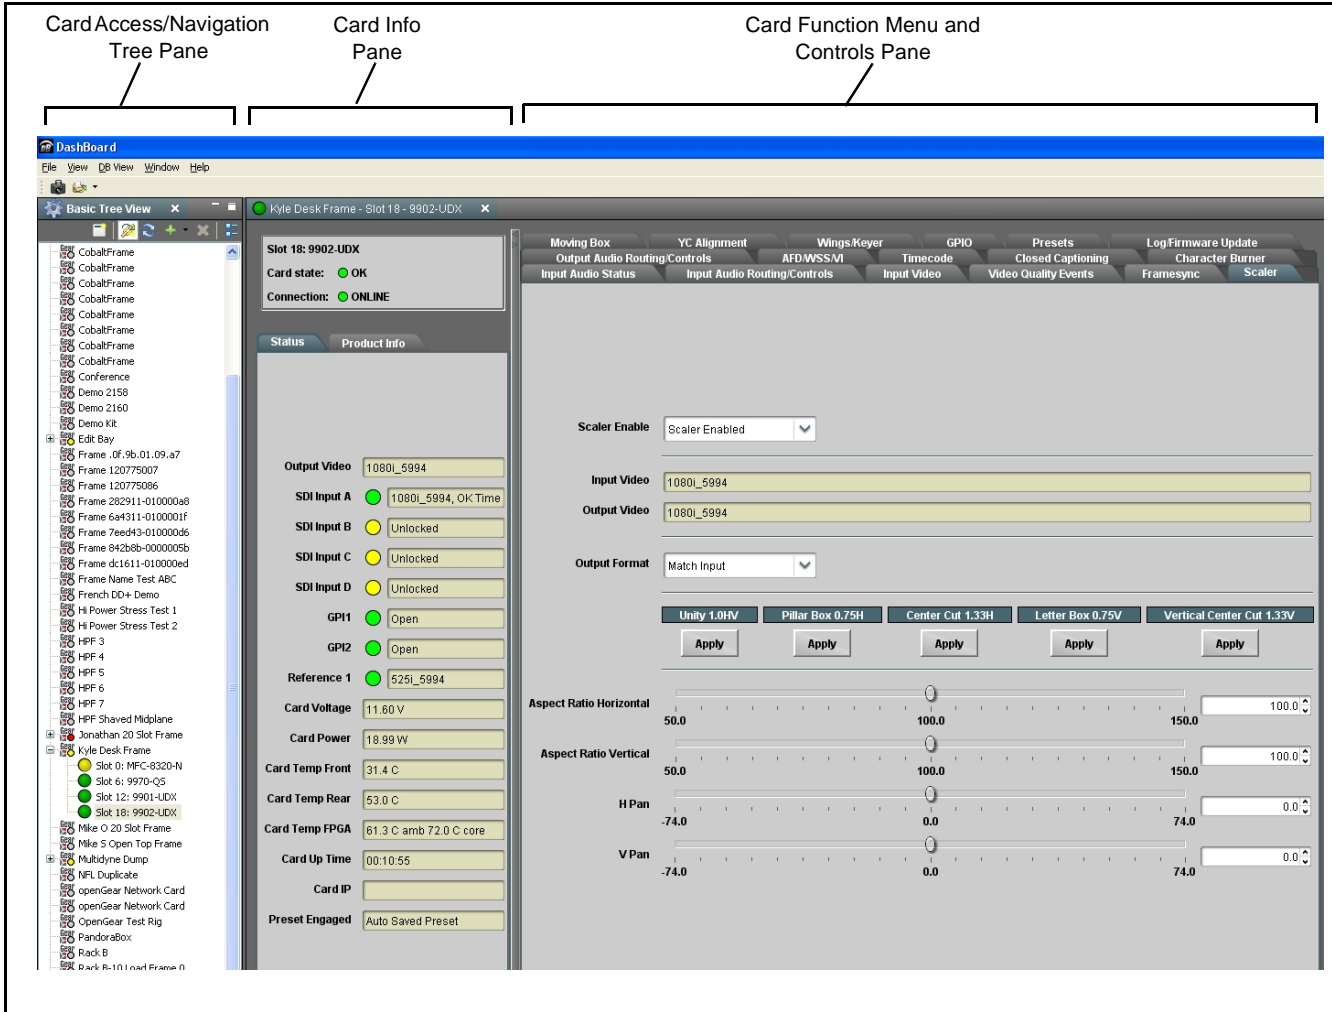 Card Access/Navigation
Tree Pane
Card Info
Pane
Card Function Menu and
Controls Pane
DashBoard
File View DB View Window Help
Basic Tree View
CobaltFrame
CobaltFrame
CobaltFrame
CobaltFrame
CobaltFrame
CobaltFrame
CobaltFrame
CobaltFrame
Conference
Demo 2158
Demo 2160
Demo Kit
Edit Bay
Frame .0f.9b.01.09.a7
Frame 120775007
Frame 120775086
Frame 282911-010000a8
Frame 6a4311-0100001f
Frame 7eed43-010000d6
Frame 842b8b-0000005b
Frame dc1611-010000ed
Frame Name Test ABC
French DD+ Demo
Hi Power Stress Test 1
Hi Power Stress Test 2
HPF 3
HPF 4
HPF 5
HPF 6
HPF 7
HPF Shaved Midplane
Jonathan 20 Slot Frame
Kyle Desk Frame
Slot 0: MFC-8320-N
Slot 6: 9970-QS
Slot 12: 9901-UDX
Slot 18: 9902-UDX
Mike O 20 Slot Frame
Mike S Open Top Frame
Multidyne Dump
NFL Duplicate
openGear Network Card
openGear Network Card
OpenGear Test Rig
PandoraBox
Rack B
Rack B-10 Load Frame 0
Kyle Desk Frame - Slot 18 - 9902-UDX
Slot 18: 9902-UDX
Card state: OK
Connection: ONLINE
Status Product Info
Output Video 1080i_5994
SDI Input A 1080i_5994, OK Time
SDI Input B Unlocked
SDI Input C Unlocked
SDI Input D Unlocked
GPI1 Open
GPI2 Open
Reference 1 525i_5994
Card Voltage 11.60 V
Card Power 18.99 W
Card Temp Front 31.4 C
Card Temp Rear 53.0 C
Card Temp FPGA 61.3 C amb 72.0 C core
Card Up Time 00:10:55
Card IP
Preset Engaged Auto Saved Preset
Moving Box YC Alignment Wings/Keyer GPIO Presets Log/Firmware Update
Output Audio Routing/Controls AFD/WSS/VI Timecode Closed Captioning Character Burner
Input Audio Status Input Audio Routing/Controls Input Video Video Quality Events Framesync Scaler
Scaler Enable Scaler Enabled
Input Video 1080i_5994
Output Video 1080i_5994
Output Format Match Input
Unity 1.0HV Pillar Box 0.75H Center Cut 1.33H Letter Box 0.75V Vertical Center Cut 1.33V
Apply Apply Apply Apply Apply
Aspect Ratio Horizontal 100.0
50.0 100.0 150.0
Aspect Ratio Vertical 100.0
50.0 100.0 150.0
H Pan 0.0
-74.0 0.0 74.0
V Pan 0.0
-74.0 0.0 74.0